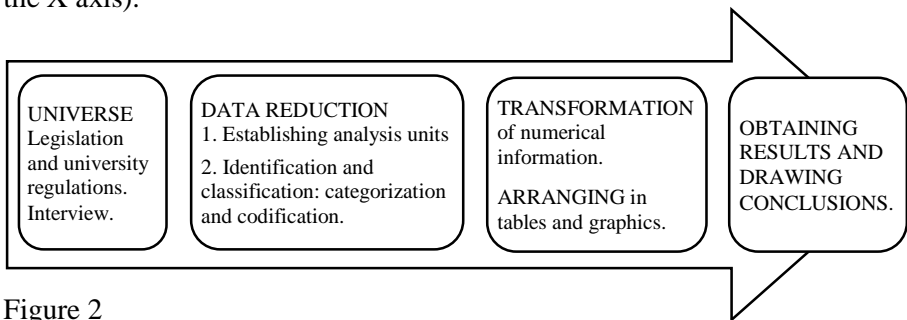 the X axis).
UNIVERSE
Legislation
and university
regulations.
Interview.
DATA REDUCTION
1. Establishing analysis units
2. Identification and
classification: categorization
and codification.
TRANSFORMATION
of numerical
information.
ARRANGING in
tables and graphics.
OBTAINING
RESULTS AND
DRAWING
CONCLUSIONS.
Figure 2